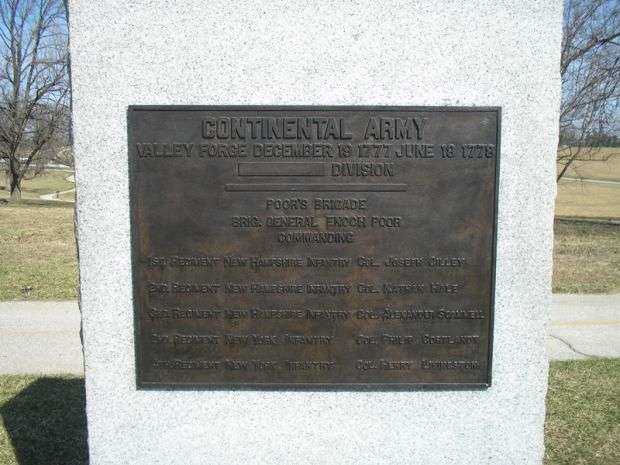 CONTINENTAL ARMY
VALLEY FORGE DECEMBER 19 1777 JUNE 18 1778
DIVISION
POOR'S BRIGADE
BRIG. GENERAL ENOCH POOR
COMMANDING
1ST REGIMENT NEW HAMPSHIRE INFANTRY COL. JOSEPH CILLEY
2ND REGIMENT NEW HAMPSHIRE INFANTRY COL. NATHAN HALE
3RD REGIMENT NEW HAMPSHIRE INFANTRY COL. ALEXANDER SCAMMELL
2ND REGIMENT NEW YORK INFANTRY COL. PHILIP CORTLANDT
4TH REGIMENT NEW YORK INFANTRY COL. HENRY LIVINGSTON